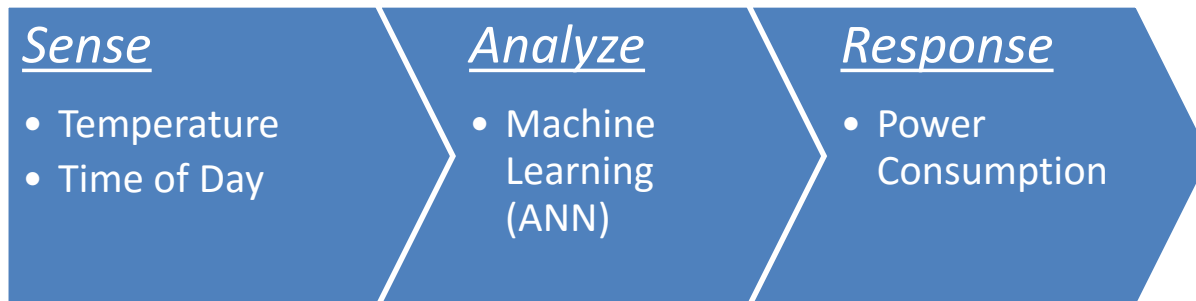 Sense
• Temperature
• Time of Day
Analyze
• Machine
Learning
(ANN)
Response
• Power
Consumption